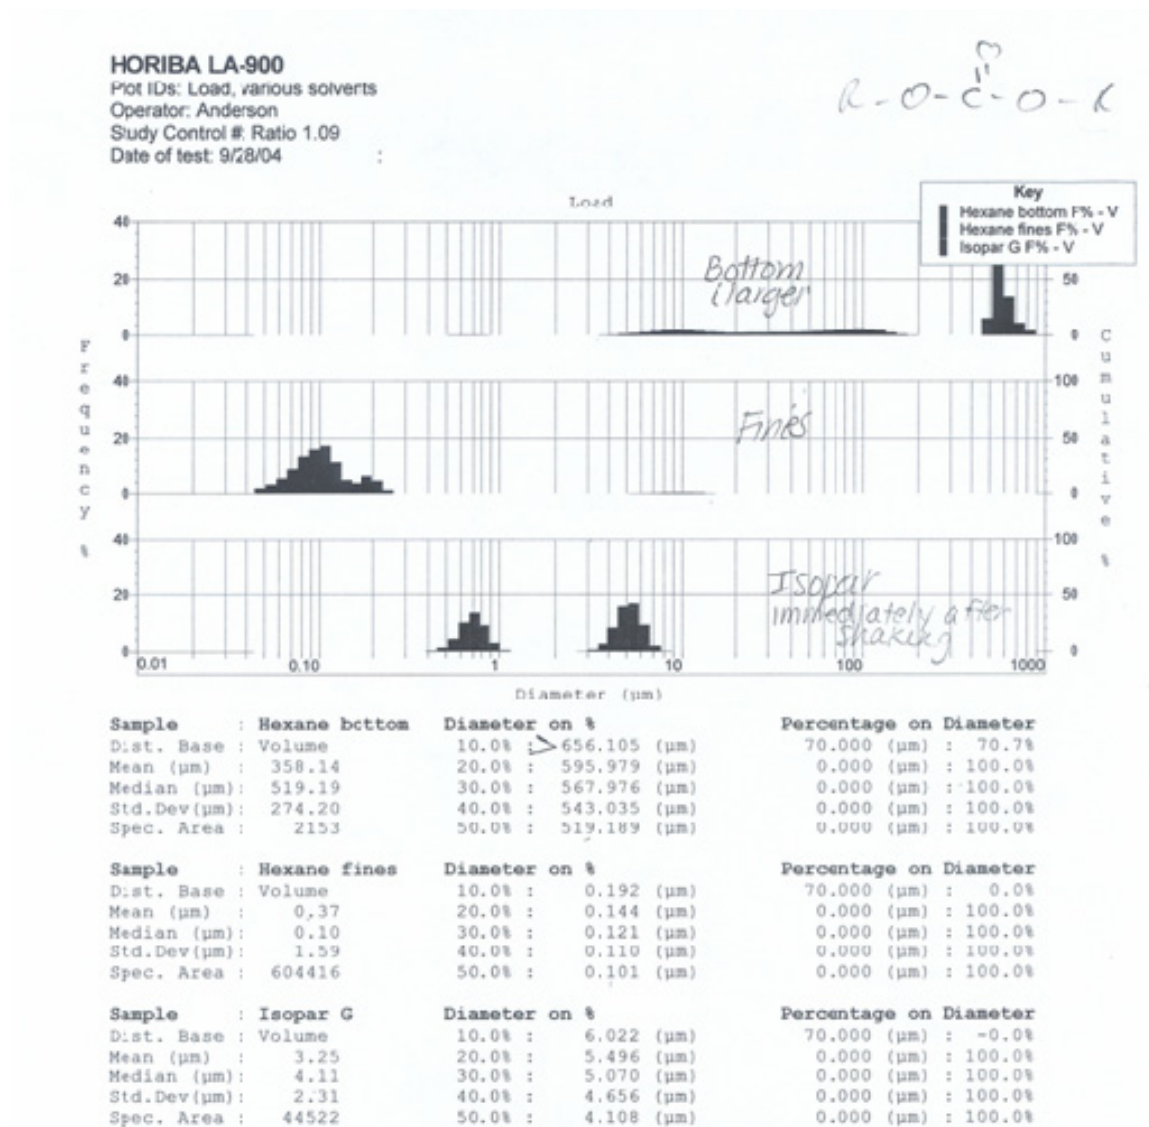 HORIBA LA-900
Plot IDs: Load, various solverts
Operator: Anderson
Study Control #: Ratio 1.09
Date of test: 9/28/04 :
R - O - C - O - R
O
Load
Key
Hexane bottom F% - V
Hexane fines F% - V
Isopar G F% - V
40
20
0
50
0
Bottom
(larger
40
20
0
100
50
0
Fines
40
20
0
100
50
0
Isopar
immediately after
shaking
Frequency %
Cumulative %
0.01 0.10 1 10 100 1000
Diameter (µm)
Sample : Hexane bottom Diameter on % Percentage on Diameter
Dist. Base : Volume 10.0% : > 656.105 (µm) 70.000 (µm) : 70.7%
Mean (µm) : 358.14 20.0% : 595.979 (µm) 0.000 (µm) : 100.0%
Median (µm): 519.19 30.0% : 567.976 (µm) 0.000 (µm) : 100.0%
Std.Dev(µm): 274.20 40.0% : 543.035 (µm) 0.000 (µm) : 100.0%
Spec. Area : 2153 50.0% : 519.189 (µm) 0.000 (µm) : 100.0%
Sample : Hexane fines Diameter on % Percentage on Diameter
Dist. Base : Volume 10.0% : 0.192 (µm) 70.000 (µm) : 0.0%
Mean (µm) : 0.37 20.0% : 0.144 (µm) 0.000 (µm) : 100.0%
Median (µm): 0.10 30.0% : 0.121 (µm) 0.000 (µm) : 100.0%
Std.Dev(µm): 1.59 40.0% : 0.110 (µm) 0.000 (µm) : 100.0%
Spec. Area : 604416 50.0% : 0.101 (µm) 0.000 (µm) : 100.0%
Sample : Isopar G Diameter on % Percentage on Diameter
Dist. Base : Volume 10.0% : 6.022 (µm) 70.000 (µm) : -0.0%
Mean (µm) : 3.25 20.0% : 5.496 (µm) 0.000 (µm) : 100.0%
Median (µm): 4.11 30.0% : 5.070 (µm) 0.000 (µm) : 100.0%
Std.Dev(µm): 2.31 40.0% : 4.656 (µm) 0.000 (µm) : 100.0%
Spec. Area : 44522 50.0% : 4.108 (µm) 0.000 (µm) : 100.0%